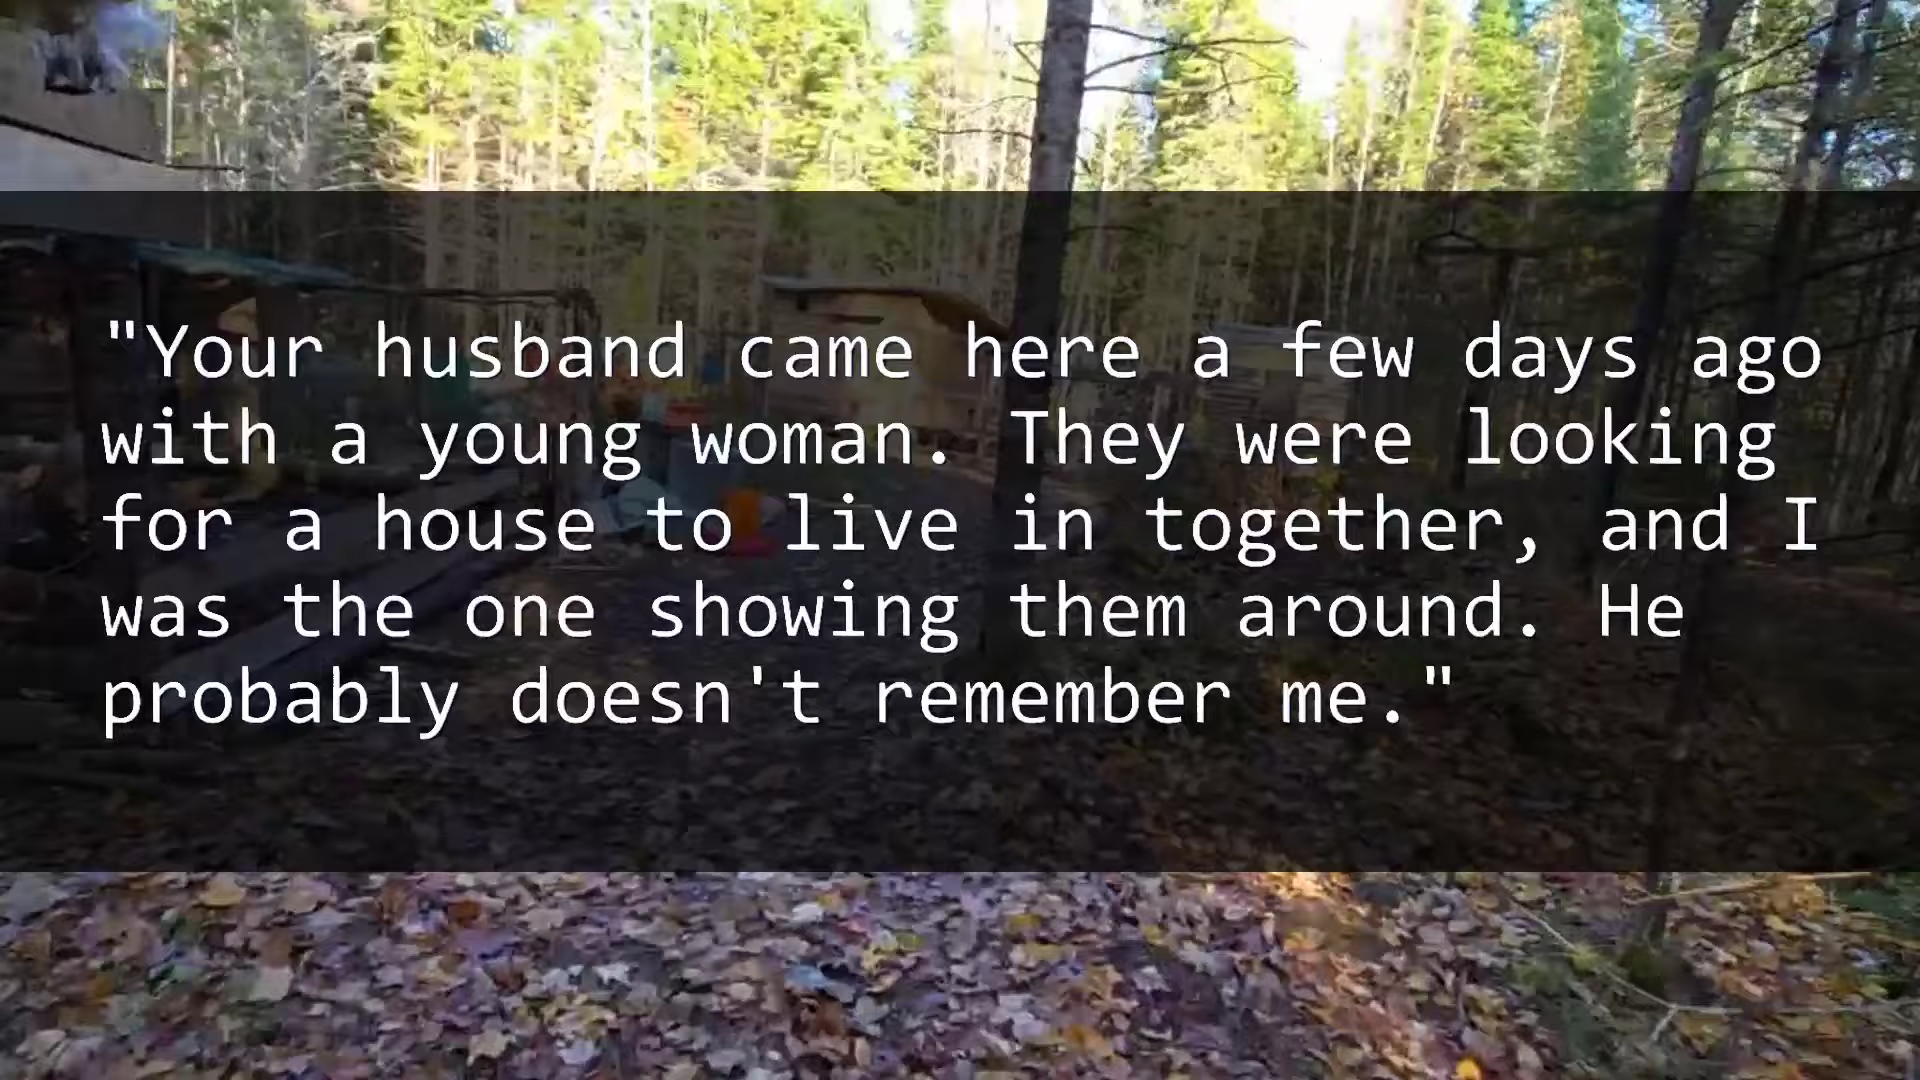 "Your husband came here a few days ago
with a young woman. They were looking
for a house to live in together, and I
was the one showing them around. He
probably doesn't remember me."